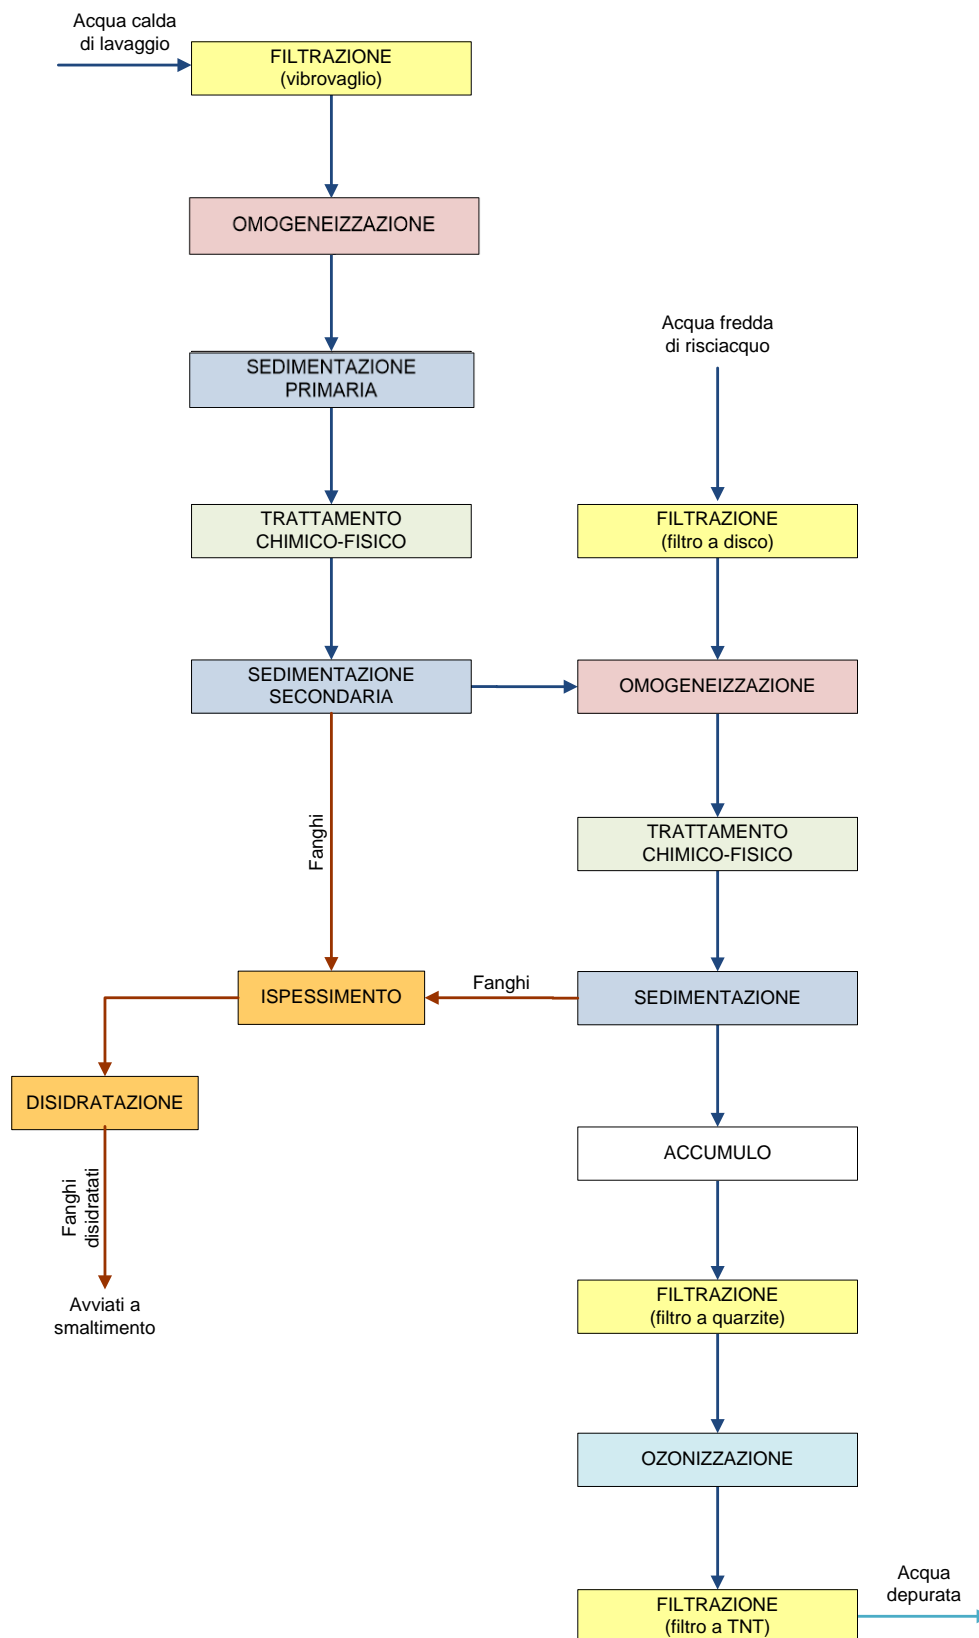 Acqua calda
di lavaggio
FILTRAZIONE
(vibrovaglio)
OMOGENEIZZAZIONE
SEDIMENTAZIONE
PRIMARIA
TRATTAMENTO
CHIMICO-FISICO
SEDIMENTAZIONE
SECONDARIA
Acqua fredda
di risciacquo
FILTRAZIONE
(filtro a disco)
OMOGENEIZZAZIONE
TRATTAMENTO
CHIMICO-FISICO
Fanghi
ISPESSIMENTO
Fanghi
SEDIMENTAZIONE
DISIDRATAZIONE
Fanghi
disidratati
Avviati a
smaltimento
ACCUMULO
FILTRAZIONE
(filtro a quarzite)
OZONIZZAZIONE
FILTRAZIONE
(filtro a TNT)
Acqua
depurata